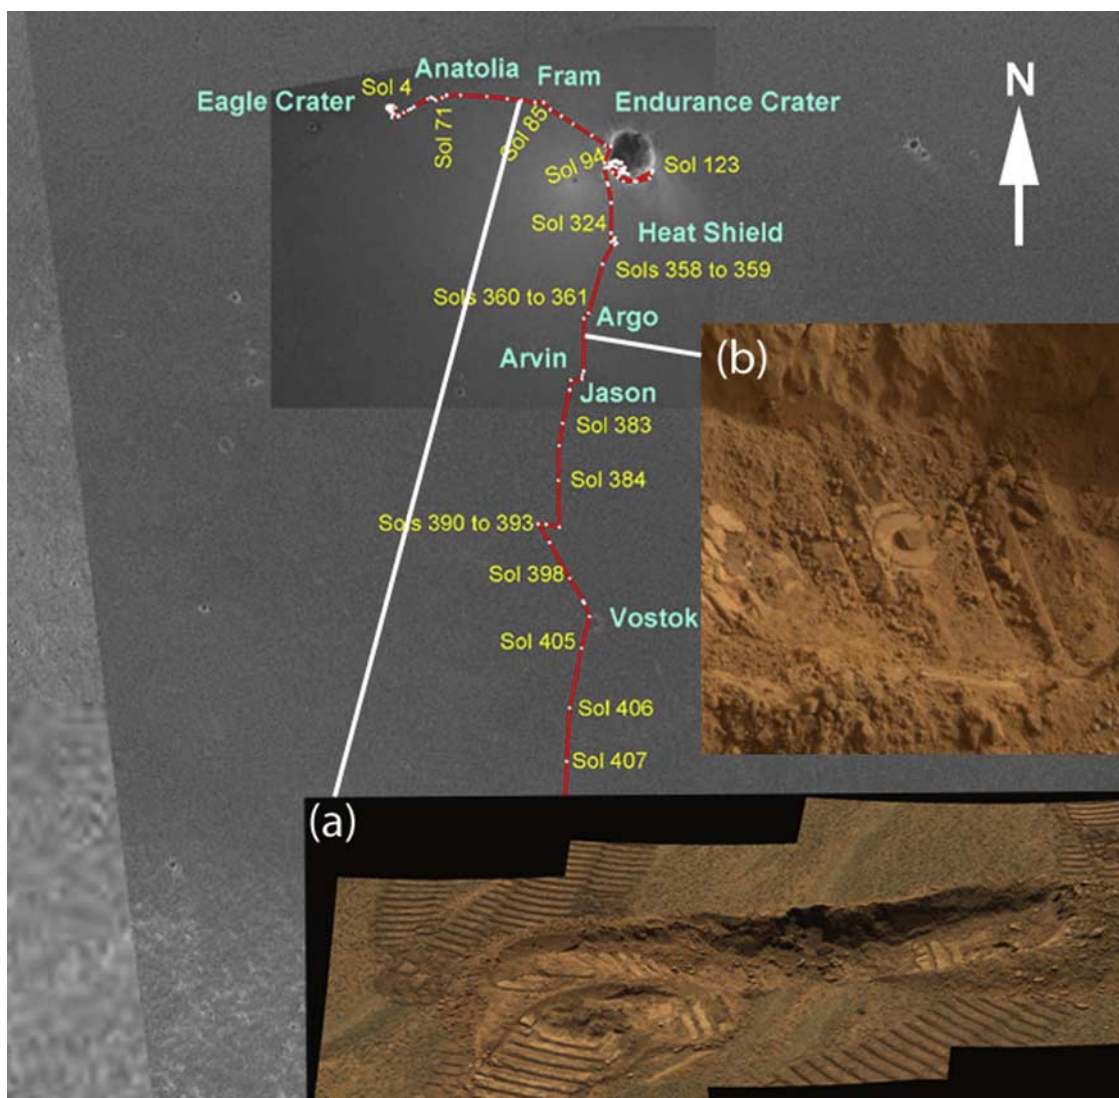 Anatolia
Fram
N
Sol 4
Eagle Crater
Endurance Crater
Sol 71
Sol 85
Sol 94
Sol 123
Sol 324
Heat Shield
Sols 358 to 359
Sols 360 to 361
Argo
(b)
Arvin
Jason
Sol 383
Sol 384
Sols 390 to 393
Sol 398
Vostok
Sol 405
Sol 406
Sol 407
(a)